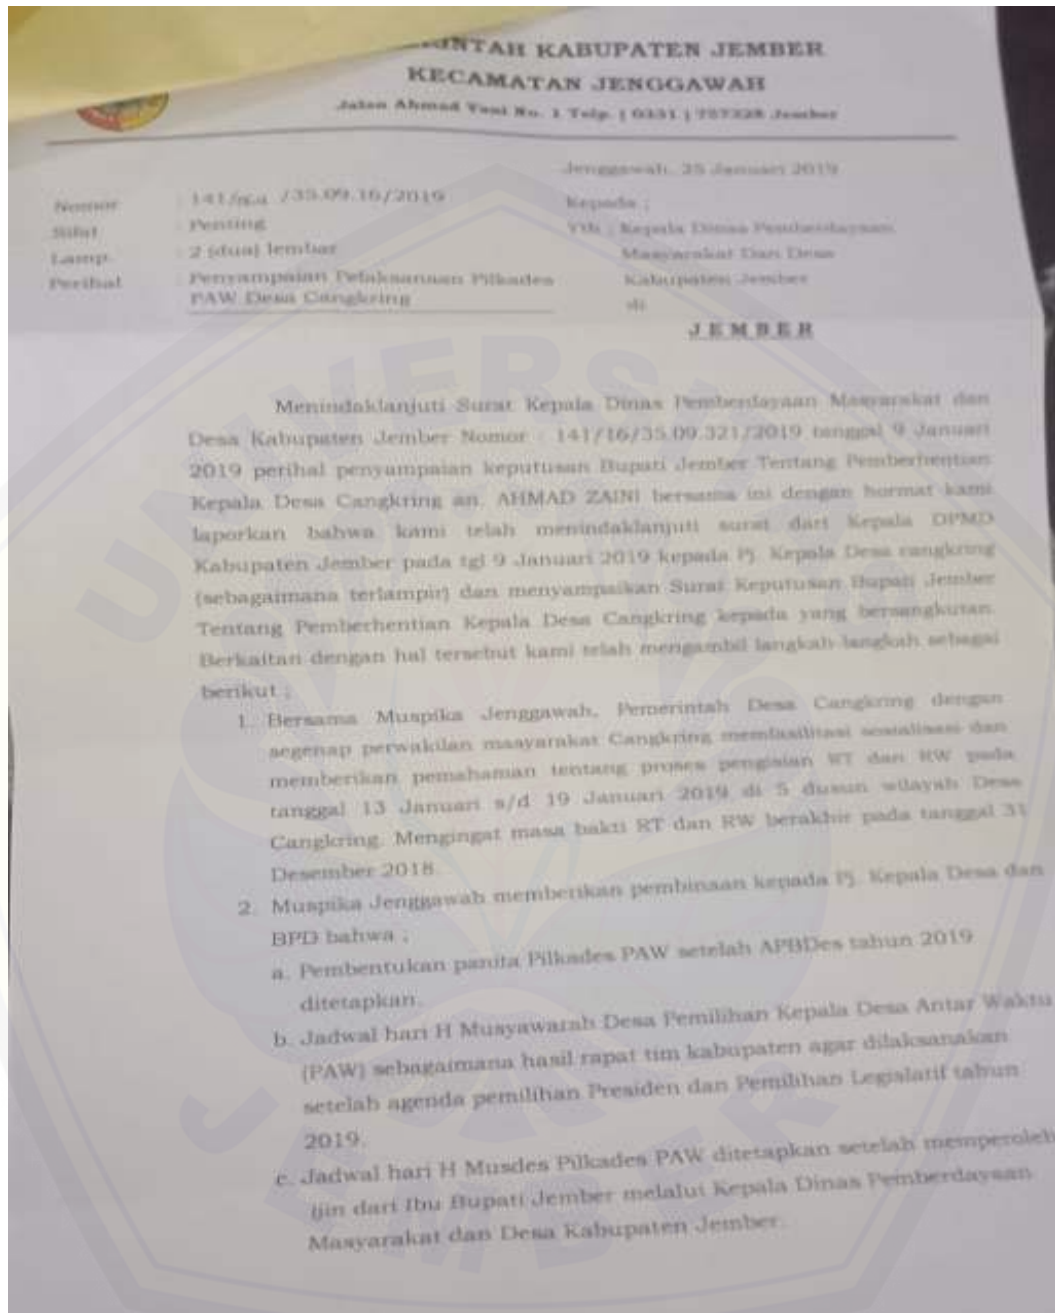 PEMERINTAH KABUPATEN JEMBER
KECAMATAN JENGGAWAH
Jalan Ahmad Yani No. 1 Telp. ( 0331 ) 757328 Jember
Jenggawah, 25 Januari 2019
Nomor : 141/ /35.09.16/2019
Sifat : Penting
Lamp. : 2 (dua) lembar
Perihal : Penyampaian Pelaksanaan Pilkades
PAW Desa Cangkring
Kepada ;
Yth : Kepala Dinas Pemberdayaan
Masyarakat Dan Desa
Kabupaten Jember
di
JEMBER
Menindaklanjuti Surat Kepala Dinas Pemberdayaan Masyarakat dan
Desa Kabupaten Jember Nomor : 141/16/35.09.321/2019 tanggal 9 Januari
2019 perihal penyampaian keputusan Bupati Jember Tentang Pemberhentian
Kepala Desa Cangkring an. AHMAD ZAINI bersama ini dengan hormat kami
laporkan bahwa kami telah menindaklanjuti surat dari Kepala DPMD
Kabupaten Jember pada tgl 9 Januari 2019 kepada Pj. Kepala Desa cangkring
(sebagaimana terlampir) dan menyampaikan Surat Keputusan Bupati Jember
Tentang Pemberhentian Kepala Desa Cangkring kepada yang bersangkutan.
Berkaitan dengan hal tersebut kami telah mengambil langkah-langkah sebagai
berikut ;
1. Bersama Muspika Jenggawah, Pemerintah Desa Cangkring dengan
segenap perwakilan masyarakat Cangkring memfasilitasi sosialisasi dan
memberikan pemahaman tentang proses pengisian RT dan RW pada
tanggal 13 Januari s/d 19 Januari 2019 di 5 dusun wilayah Desa
Cangkring. Mengingat masa bakti RT dan RW berakhir pada tanggal 31
Desember 2018.
2. Muspika Jenggawah memberikan pembinaan kepada Pj. Kepala Desa dan
BPD bahwa ;
a. Pembentukan panita Pilkades PAW setelah APBDes tahun 2019
ditetapkan.
b. Jadwal hari H Musyawarah Desa Pemilihan Kepala Desa Antar Waktu
(PAW) sebagaimana hasil rapat tim kabupaten agar dilaksanakan
setelah agenda pemilihan Presiden dan Pemilihan Legislatif tahun
2019.
c. Jadwal hari H Musdes Pilkades PAW ditetapkan setelah memperoleh
ijin dari Ibu Bupati Jember melalui Kepala Dinas Pemberdayaan
Masyarakat dan Desa Kabupaten Jember.
UNIVERSITAS
JEMBER